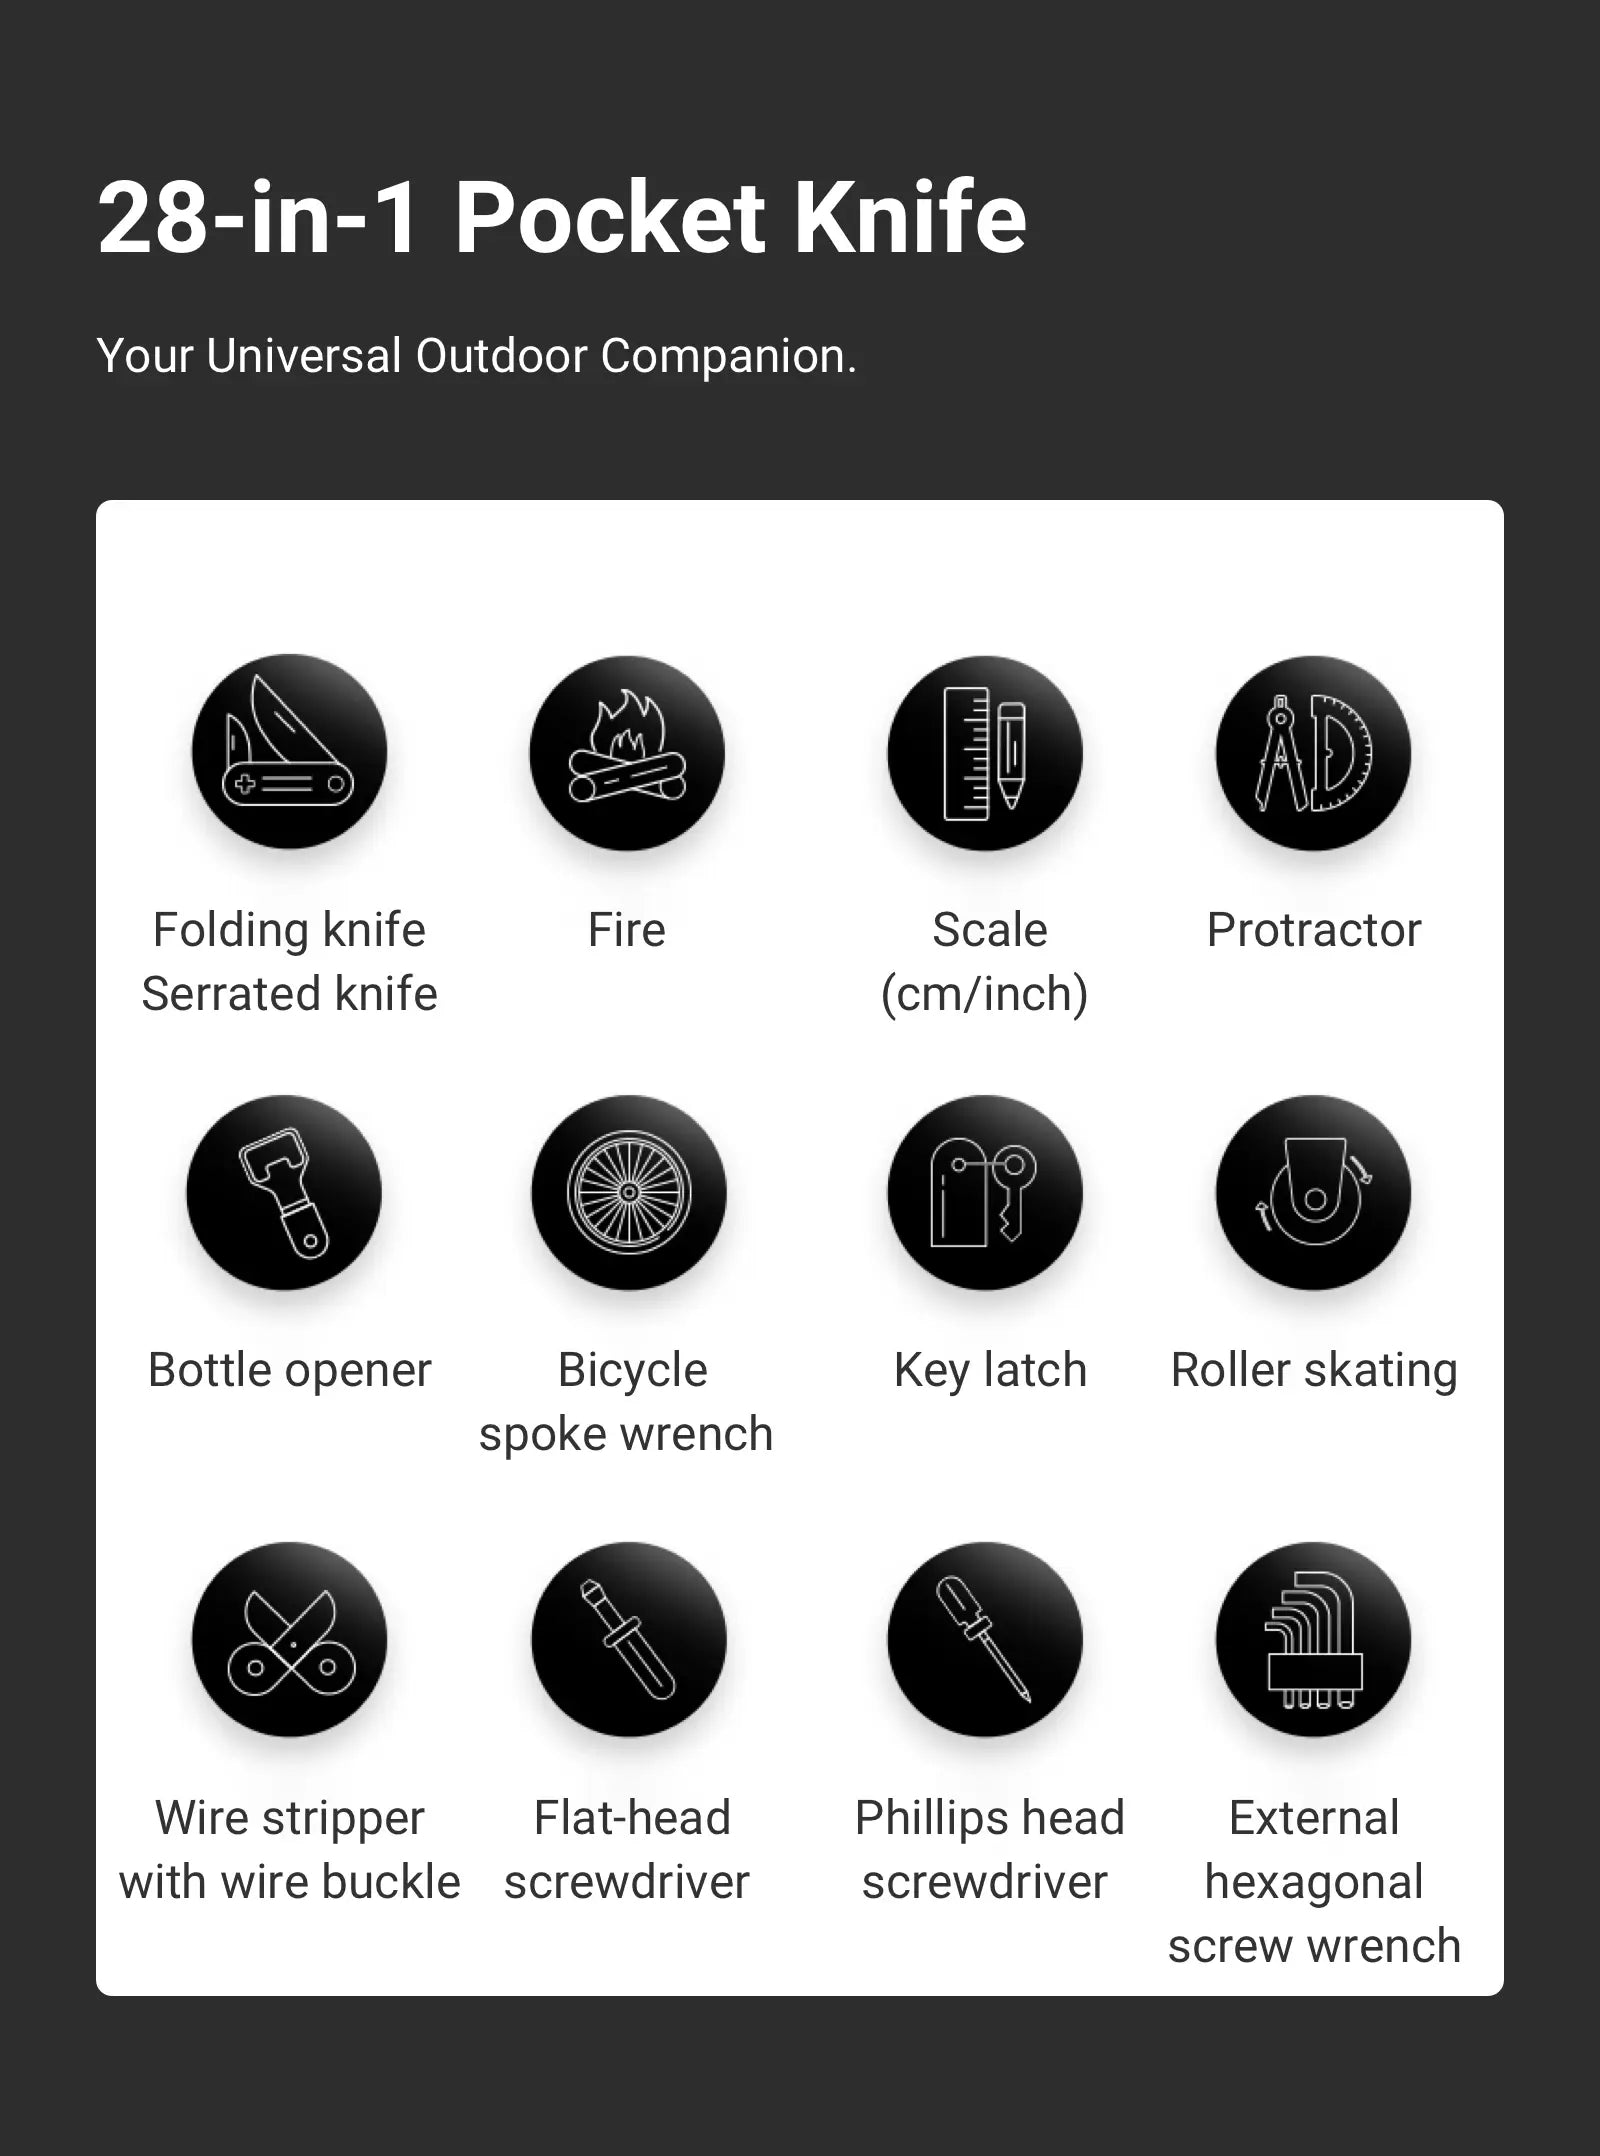 28-in-1 Pocket Knife
Your Universal Outdoor Companion.
Folding knife
Serrated knife
Fire
Scale
(cm/inch)
Protractor
Bottle opener
Bicycle
spoke wrench
Key latch
Roller skating
Wire stripper
with wire buckle
Flat-head
screwdriver
Phillips head
screwdriver
External
hexagonal
screw wrench